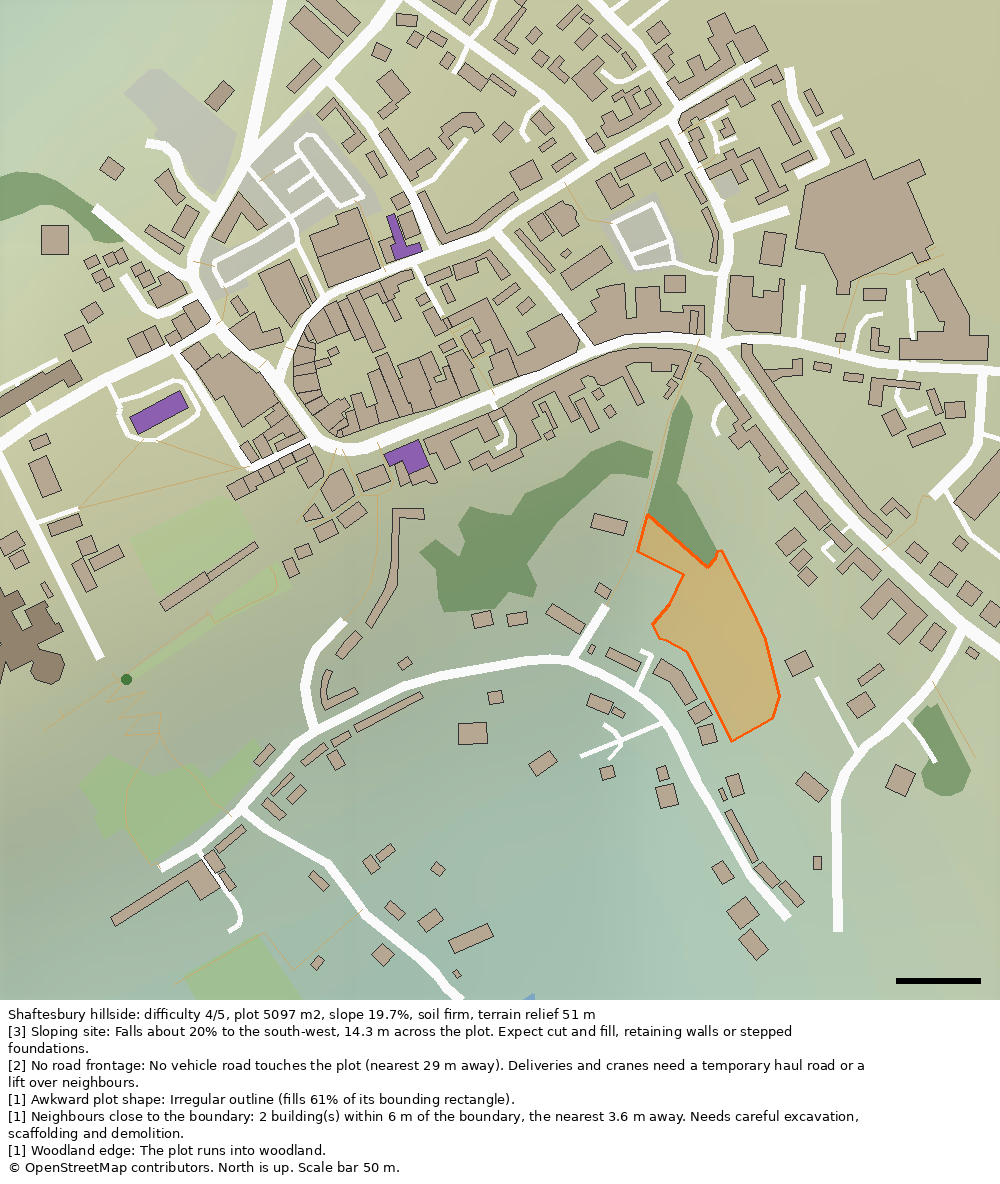 Shaftesbury hillside: difficulty 4/5, plot 5097 m2, slope 19.7%, soil firm, terrain relief 51 m
[3] Sloping site: Falls about 20% to the south-west, 14.3 m across the plot. Expect cut and fill, retaining walls or stepped
foundations.
[2] No road frontage: No vehicle road touches the plot (nearest 29 m away). Deliveries and cranes need a temporary haul road or a
lift over neighbours.
[1] Awkward plot shape: Irregular outline (fills 61% of its bounding rectangle).
[1] Neighbours close to the boundary: 2 building(s) within 6 m of the boundary, the nearest 3.6 m away. Needs careful excavation,
scaffolding and demolition.
[1] Woodland edge: The plot runs into woodland.
© OpenStreetMap contributors. North is up. Scale bar 50 m.